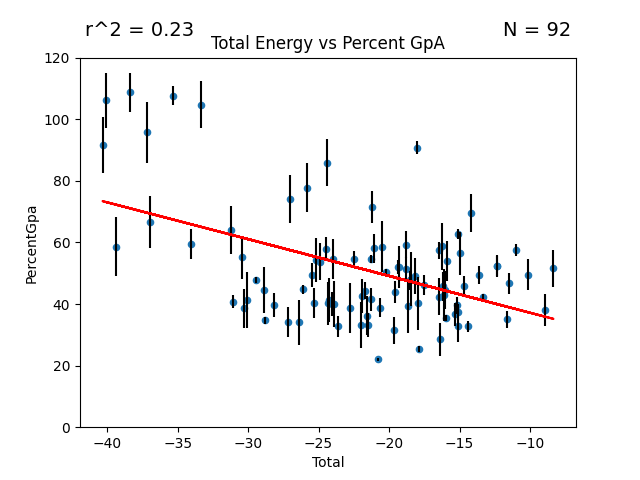 r^2 = 0.23 N = 92
Total Energy vs Percent GpA
120
100
80
60
40
20
0
PercentGpa
−40 −35 −30 −25 −20 −15 −10
Total